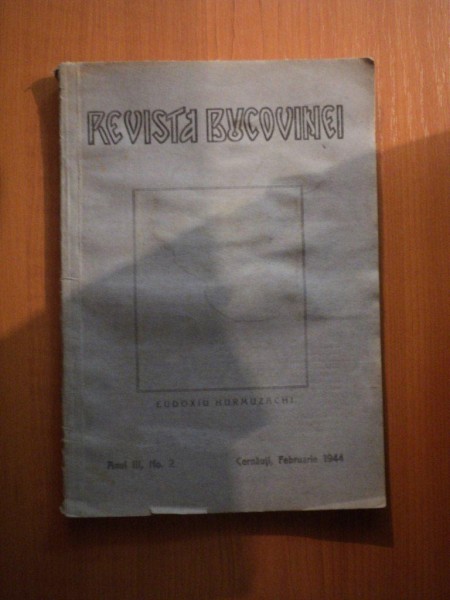 REVISTA BUCOVINEI
EUDOXIU HURMUZACHI
Anul III, No. 2 Cernăuţi, Februarie 1944